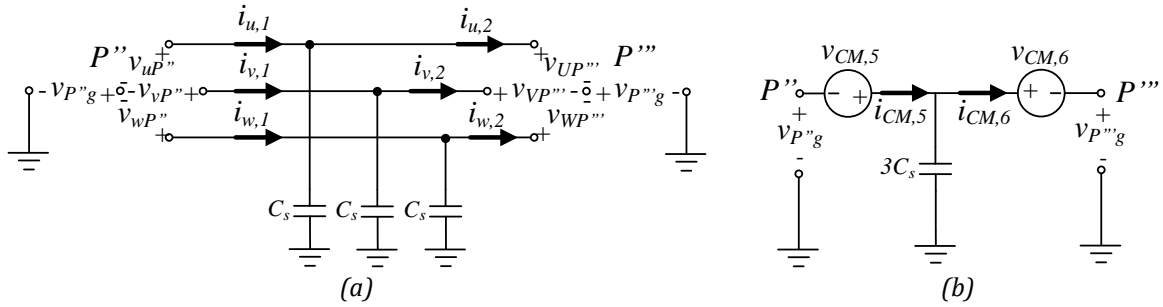 i_{u,1} i_{u,2}
P'' v_{uP''} + + v_{UP'''} P'''
i_{v,1} i_{v,2}
- v_{P''g} + - v_{vP''} + + v_{VP'''} - + v_{P'''g} -
- v_{wP''} + i_{w,1} i_{w,2} + v_{WP'''} -
C_s C_s C_s
(a)
v_{CM,5} v_{CM,6}
P'' - + + - P'''
i_{CM,5} i_{CM,6}
+ v_{P''g} - + v_{P'''g} -
3C_s
(b)